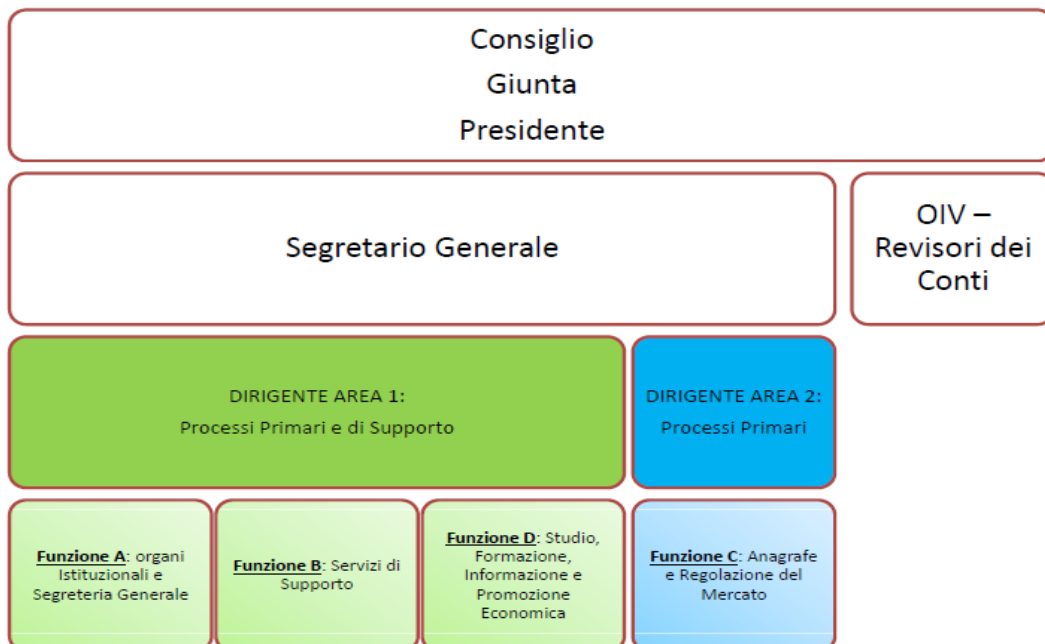 Consiglio
Giunta
Presidente
Segretario Generale
OIV –
Revisori dei
Conti
DIRIGENTE AREA 1:
Processi Primari e di Supporto
DIRIGENTE AREA 2:
Processi Primari
Funzione A: organi
Istituzionali e
Segreteria Generale
Funzione B: Servizi di
Supporto
Funzione D: Studio,
Formazione,
Informazione e
Promozione
Economica
Funzione C: Anagrafe
e Regolazione del
Mercato